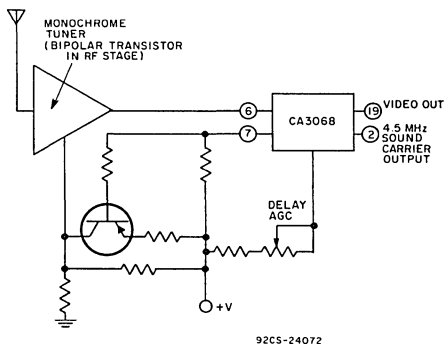 MONOCHROME
TUNER
(BIPOLAR TRANSISTOR
IN RF STAGE)
6
CA3068
19 VIDEO OUT
7
2 4.5 MHz
SOUND
CARRIER
OUTPUT
DELAY
AGC
+V
92CS-24072